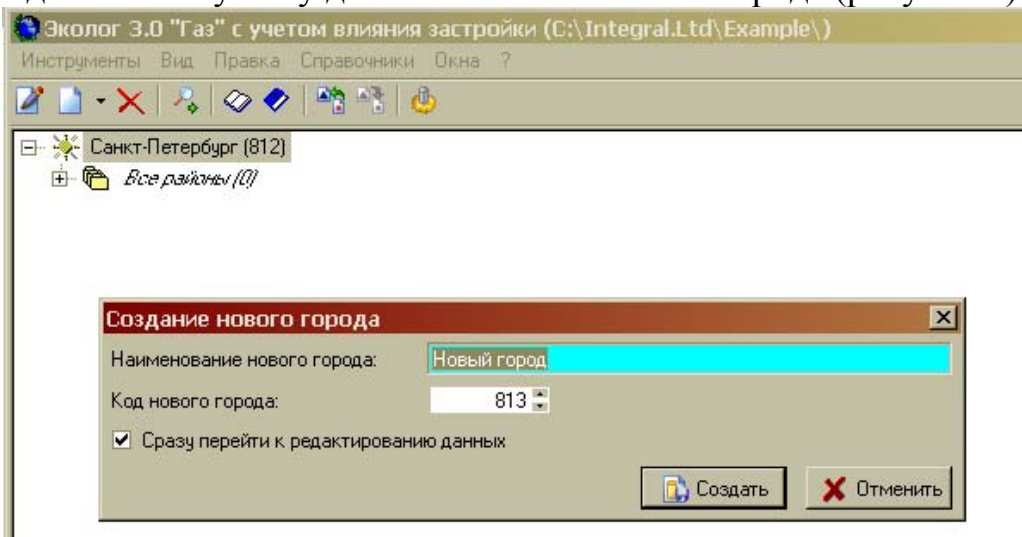 Эколог 3.0 "Газ" с учетом влияния застройки (C:\Integral.Ltd\Example\)
Инструменты Вид Правка Справочники Окна ?
Санкт-Петербург (812)
Все районы (0)
Создание нового города
Наименование нового города: Новый город
Код нового города: 813
Сразу перейти к редактированию данных
Создать Отменить